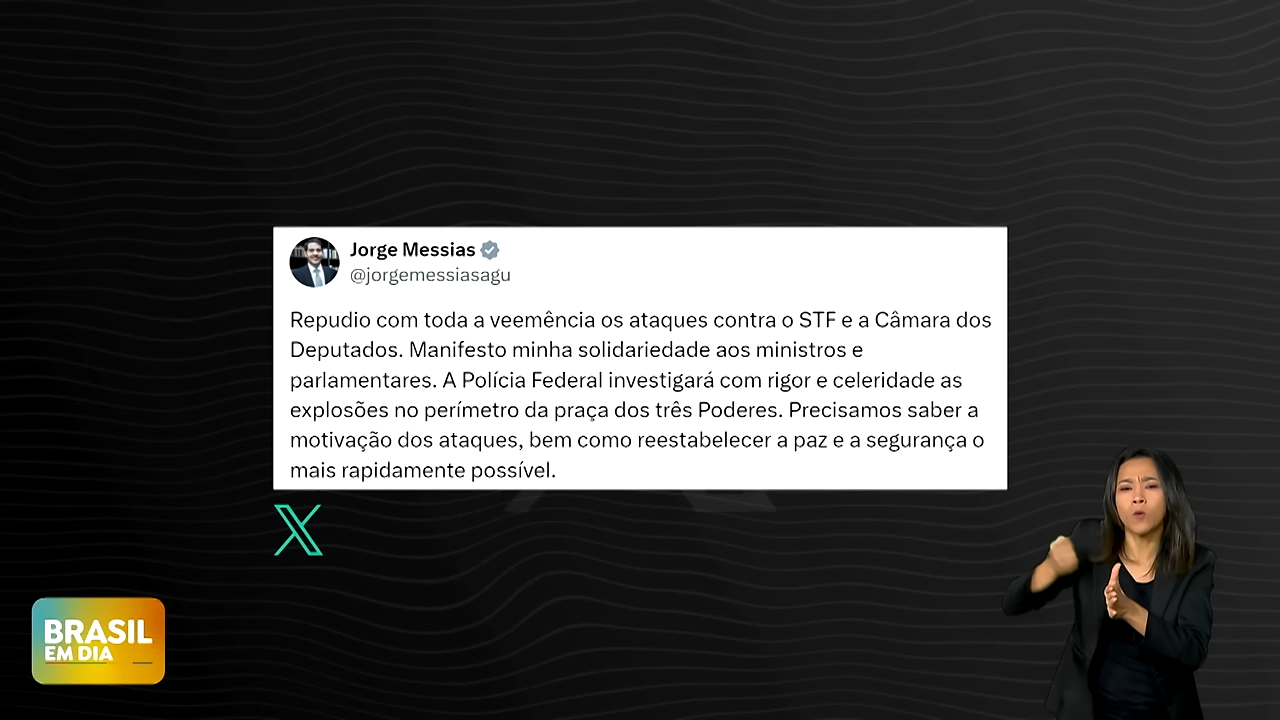 Jorge Messias
@jorgemessiasagu
Repudio com toda a veemência os ataques contra o STF e a Câmara dos
Deputados. Manifesto minha solidariedade aos ministros e
parlamentares. A Polícia Federal investigará com rigor e celeridade as
explosões no perímetro da praça dos três Poderes. Precisamos saber a
motivação dos ataques, bem como reestabelecer a paz e a segurança o
mais rapidamente possível.
BRASIL
EM DIA